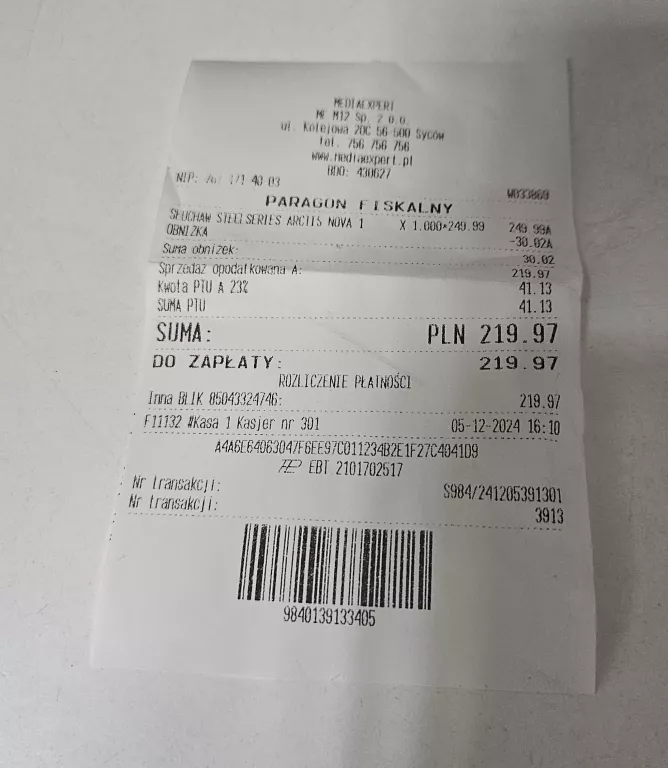 MEDIAEXPERT
ME M12 Sp. z o.o.
ul. Kolejowa 20C 56-500 Syców
tel. 756 756 756
www.mediaexpert.pl
BDO: 430627
NIP: 40 03
W033869
PARAGON FISKALNY
SŁUCHAW STEELSERIES ARCTIS NOVA 1 X 1.000*249.99 249.99A
OBNIŻKA -30.02A
Suma obniżek: 30.02
Sprzedaż opodatkowana A: 219.97
Kwota PTU A 23% 41.13
SUMA PTU 41.13
SUMA: PLN 219.97
DO ZAPŁATY: 219.97
ROZLICZENIE PŁATNOŚCI
Inna BLIK 85043324746: 219.97
F11132 #Kasa 1 Kasjer nr 301 05-12-2024 16:10
A4A6E64063047F6EE97C011234B2E1F27C4041D9
EBT 2101702517
Nr transakcji: S984/241205391301
Nr transakcji: 3913
9840139133405